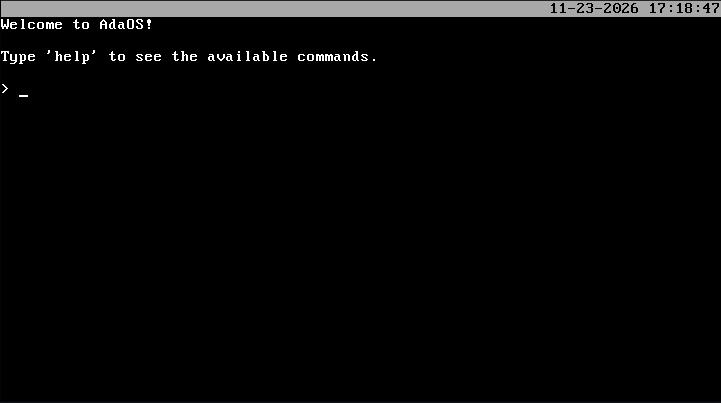 11-23-2026 17:18:47
Welcome to AdaOS!
Type 'help' to see the available commands.
> _